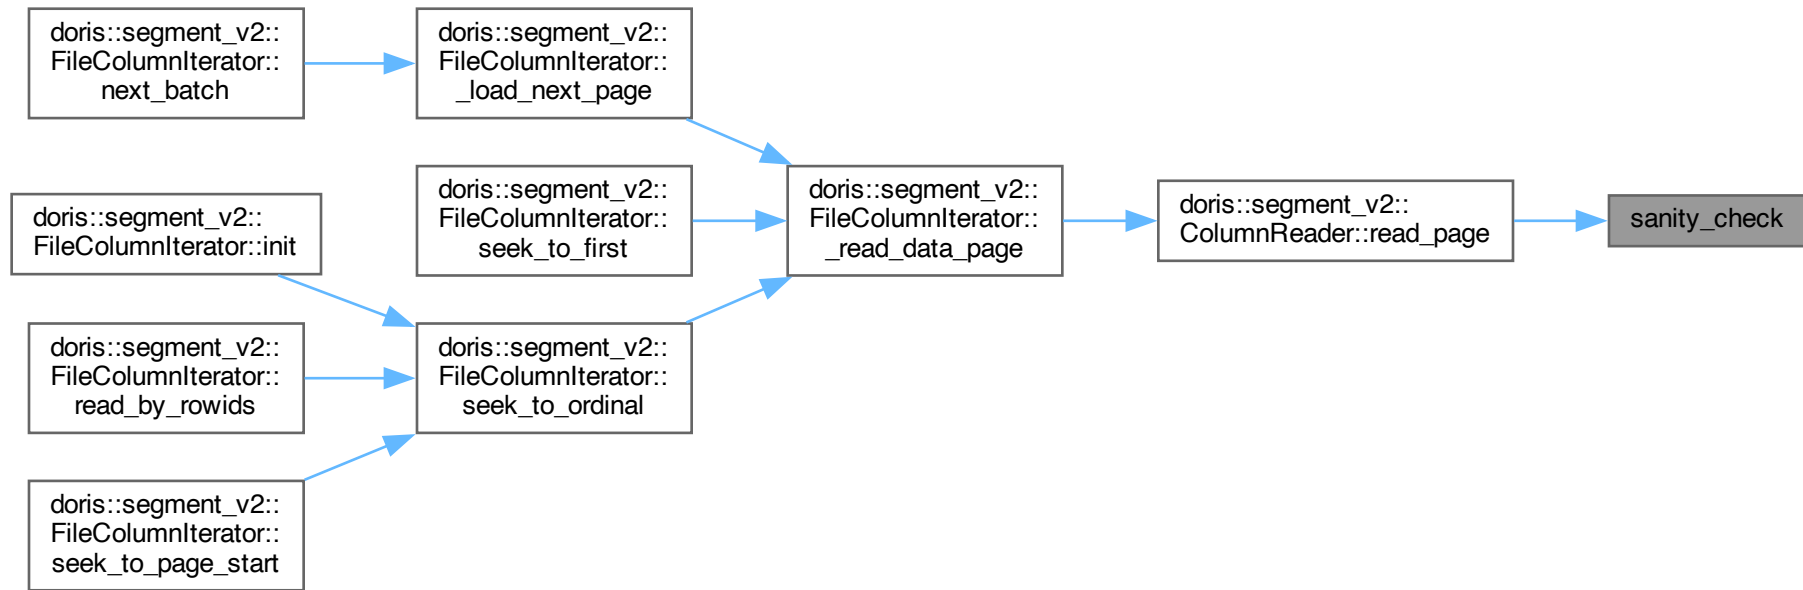 doris::segment_v2::
FileColumnIterator::
next_batch
doris::segment_v2::
FileColumnIterator::
_load_next_page
doris::segment_v2::
FileColumnIterator::init
doris::segment_v2::
FileColumnIterator::
seek_to_first
doris::segment_v2::
FileColumnIterator::
_read_data_page
doris::segment_v2::
ColumnReader::read_page
sanity_check
doris::segment_v2::
FileColumnIterator::
read_by_rowids
doris::segment_v2::
FileColumnIterator::
seek_to_ordinal
doris::segment_v2::
FileColumnIterator::
seek_to_page_start